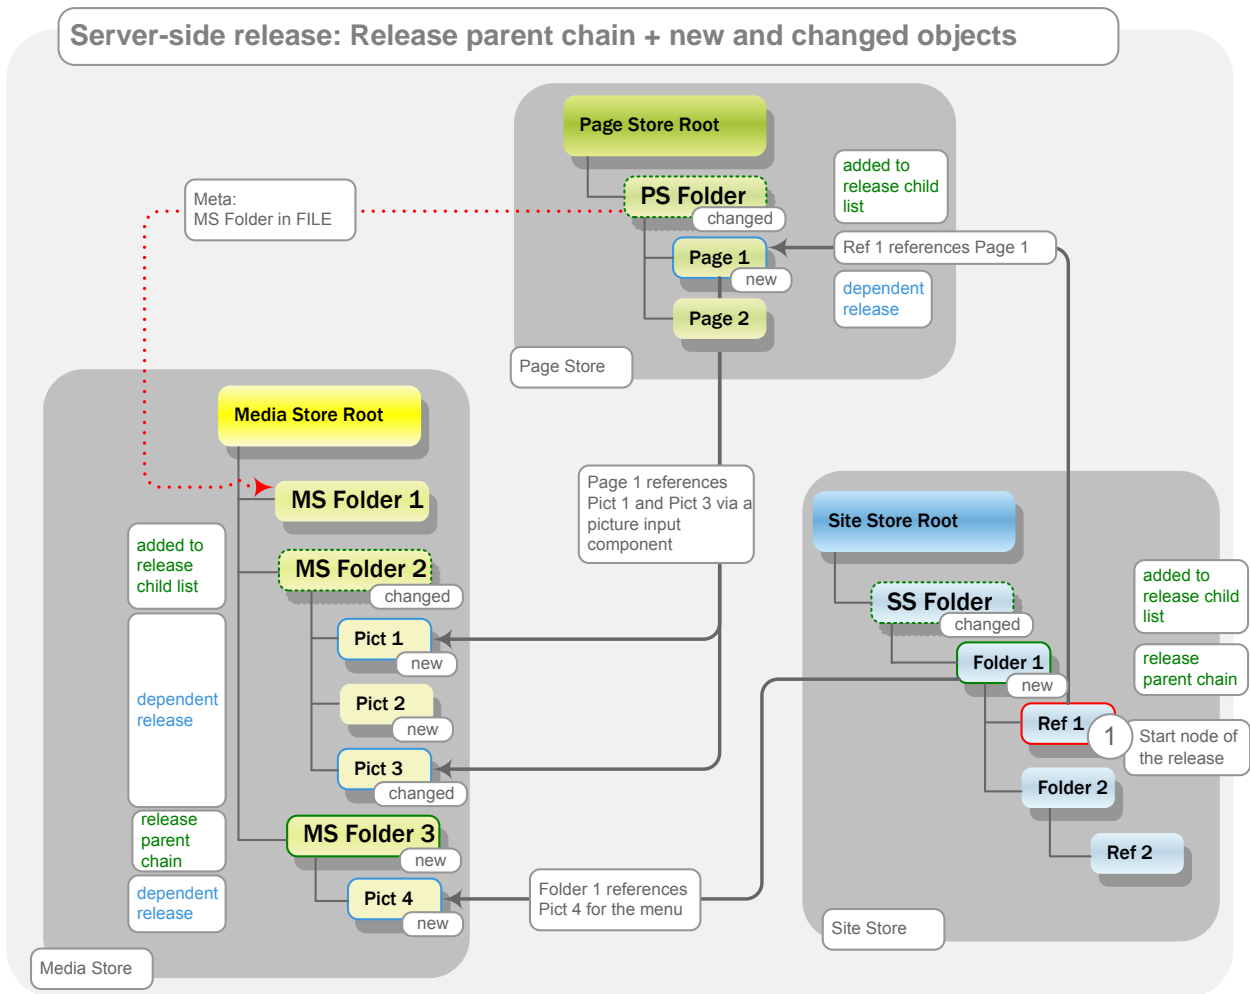 Server-side release: Release parent chain + new and changed objects
Page Store Root
PS Folder
changed
Page 1
new
Page 2
Page Store
added to
release child
list
Ref 1 references Page 1
dependent
release
Meta:
MS Folder in FILE
Media Store Root
MS Folder 1
MS Folder 2
changed
Pict 1
new
Pict 2
new
Pict 3
changed
MS Folder 3
new
Pict 4
new
added to
release
child list
dependent
release
release
parent
chain
dependent
release
Media Store
Page 1 references
Pict 1 and Pict 3 via a
picture input
component
Folder 1 references
Pict 4 for the menu
Site Store Root
SS Folder
changed
Folder 1
new
Ref 1
1
Start node of
the release
Folder 2
Ref 2
added to
release child
list
release
parent chain
Site Store